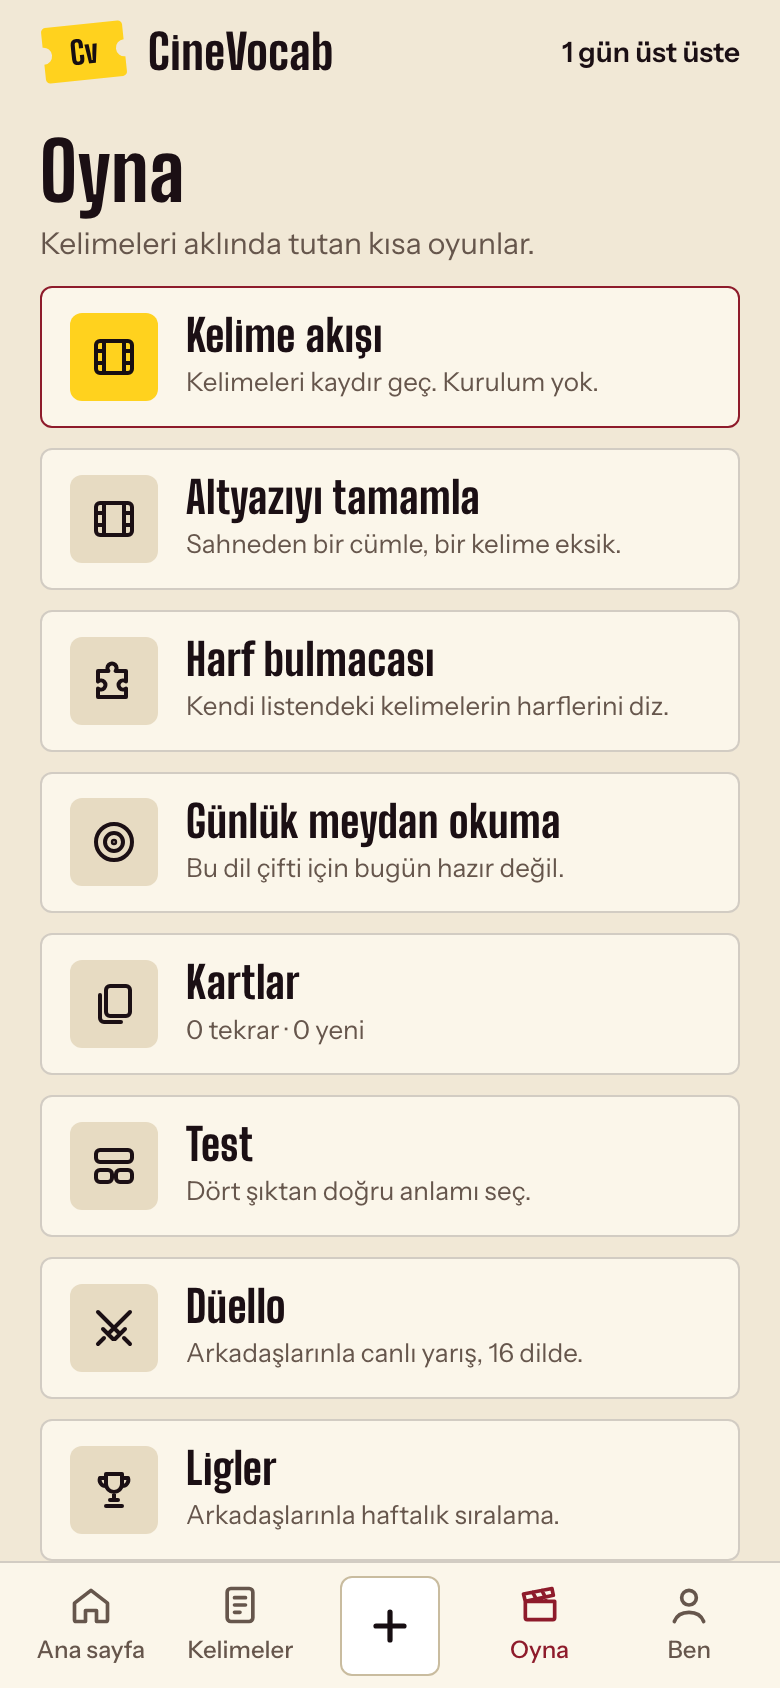 Cv
CineVocab
1 gün üst üste
Oyna
Kelimeleri aklında tutan kısa oyunlar.
Kelime akışı
Kelimeleri kaydır geç. Kurulum yok.
Altyazıyı tamamla
Sahneden bir cümle, bir kelime eksik.
Harf bulmacası
Kendi listendeki kelimelerin harflerini diz.
Günlük meydan okuma
Bu dil çifti için bugün hazır değil.
Kartlar
0 tekrar · 0 yeni
Test
Dört şıktan doğru anlamı seç.
Düello
Arkadaşlarınla canlı yarış, 16 dilde.
Ligler
Arkadaşlarınla haftalık sıralama.
Ana sayfa
Kelimeler
Oyna
Ben